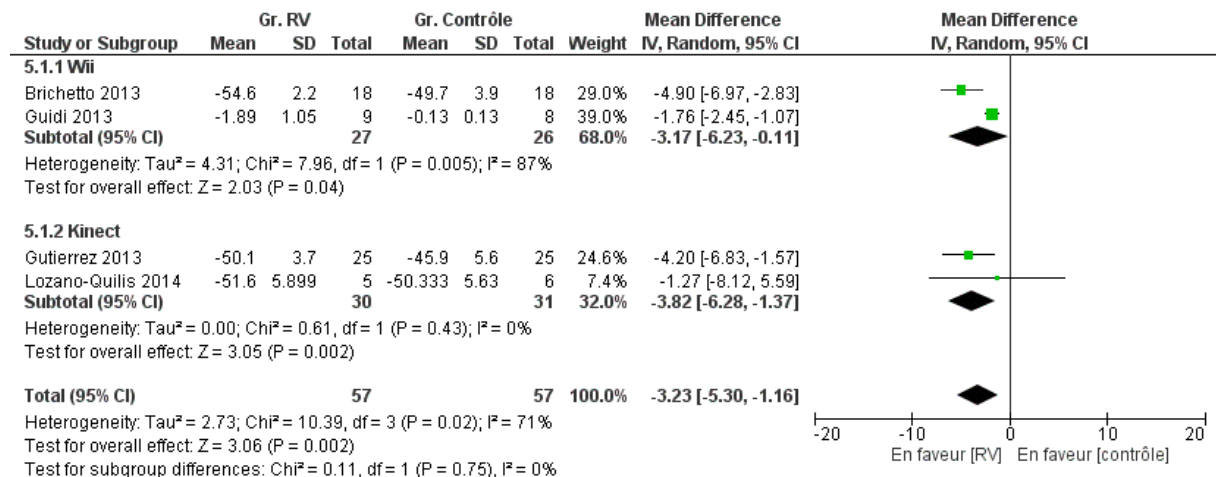 Gr. RV Gr. Contrôle Mean Difference Mean Difference
Study or Subgroup Mean SD Total Mean SD Total Weight IV, Random, 95% CI IV, Random, 95% CI
5.1.1 Wii
Brichetto 2013 -54.6 2.2 18 -49.7 3.9 18 29.0% -4.90 [-6.97, -2.83]
Guidi 2013 -1.89 1.05 9 -0.13 0.13 8 39.0% -1.76 [-2.45, -1.07]
Subtotal (95% CI) 27 26 68.0% -3.17 [-6.23, -0.11]
Heterogeneity: Tau² = 4.31; Chi² = 7.96, df = 1 (P = 0.005); I² = 87%
Test for overall effect: Z = 2.03 (P = 0.04)
5.1.2 Kinect
Gutierrez 2013 -50.1 3.7 25 -45.9 5.6 25 24.6% -4.20 [-6.83, -1.57]
Lozano-Quilis 2014 -51.6 5.899 5 -50.333 5.63 6 7.4% -1.27 [-8.12, 5.59]
Subtotal (95% CI) 30 31 32.0% -3.82 [-6.28, -1.37]
Heterogeneity: Tau² = 0.00; Chi² = 0.61, df = 1 (P = 0.43); I² = 0%
Test for overall effect: Z = 3.05 (P = 0.002)
Total (95% CI) 57 57 100.0% -3.23 [-5.30, -1.16]
Heterogeneity: Tau² = 2.73; Chi² = 10.39, df = 3 (P = 0.02); I² = 71%
Test for overall effect: Z = 3.06 (P = 0.002)
Test for subgroup differences: Chi² = 0.11, df = 1 (P = 0.75), I² = 0%
-20 -10 0 10 20
En faveur [RV] En faveur [contrôle]